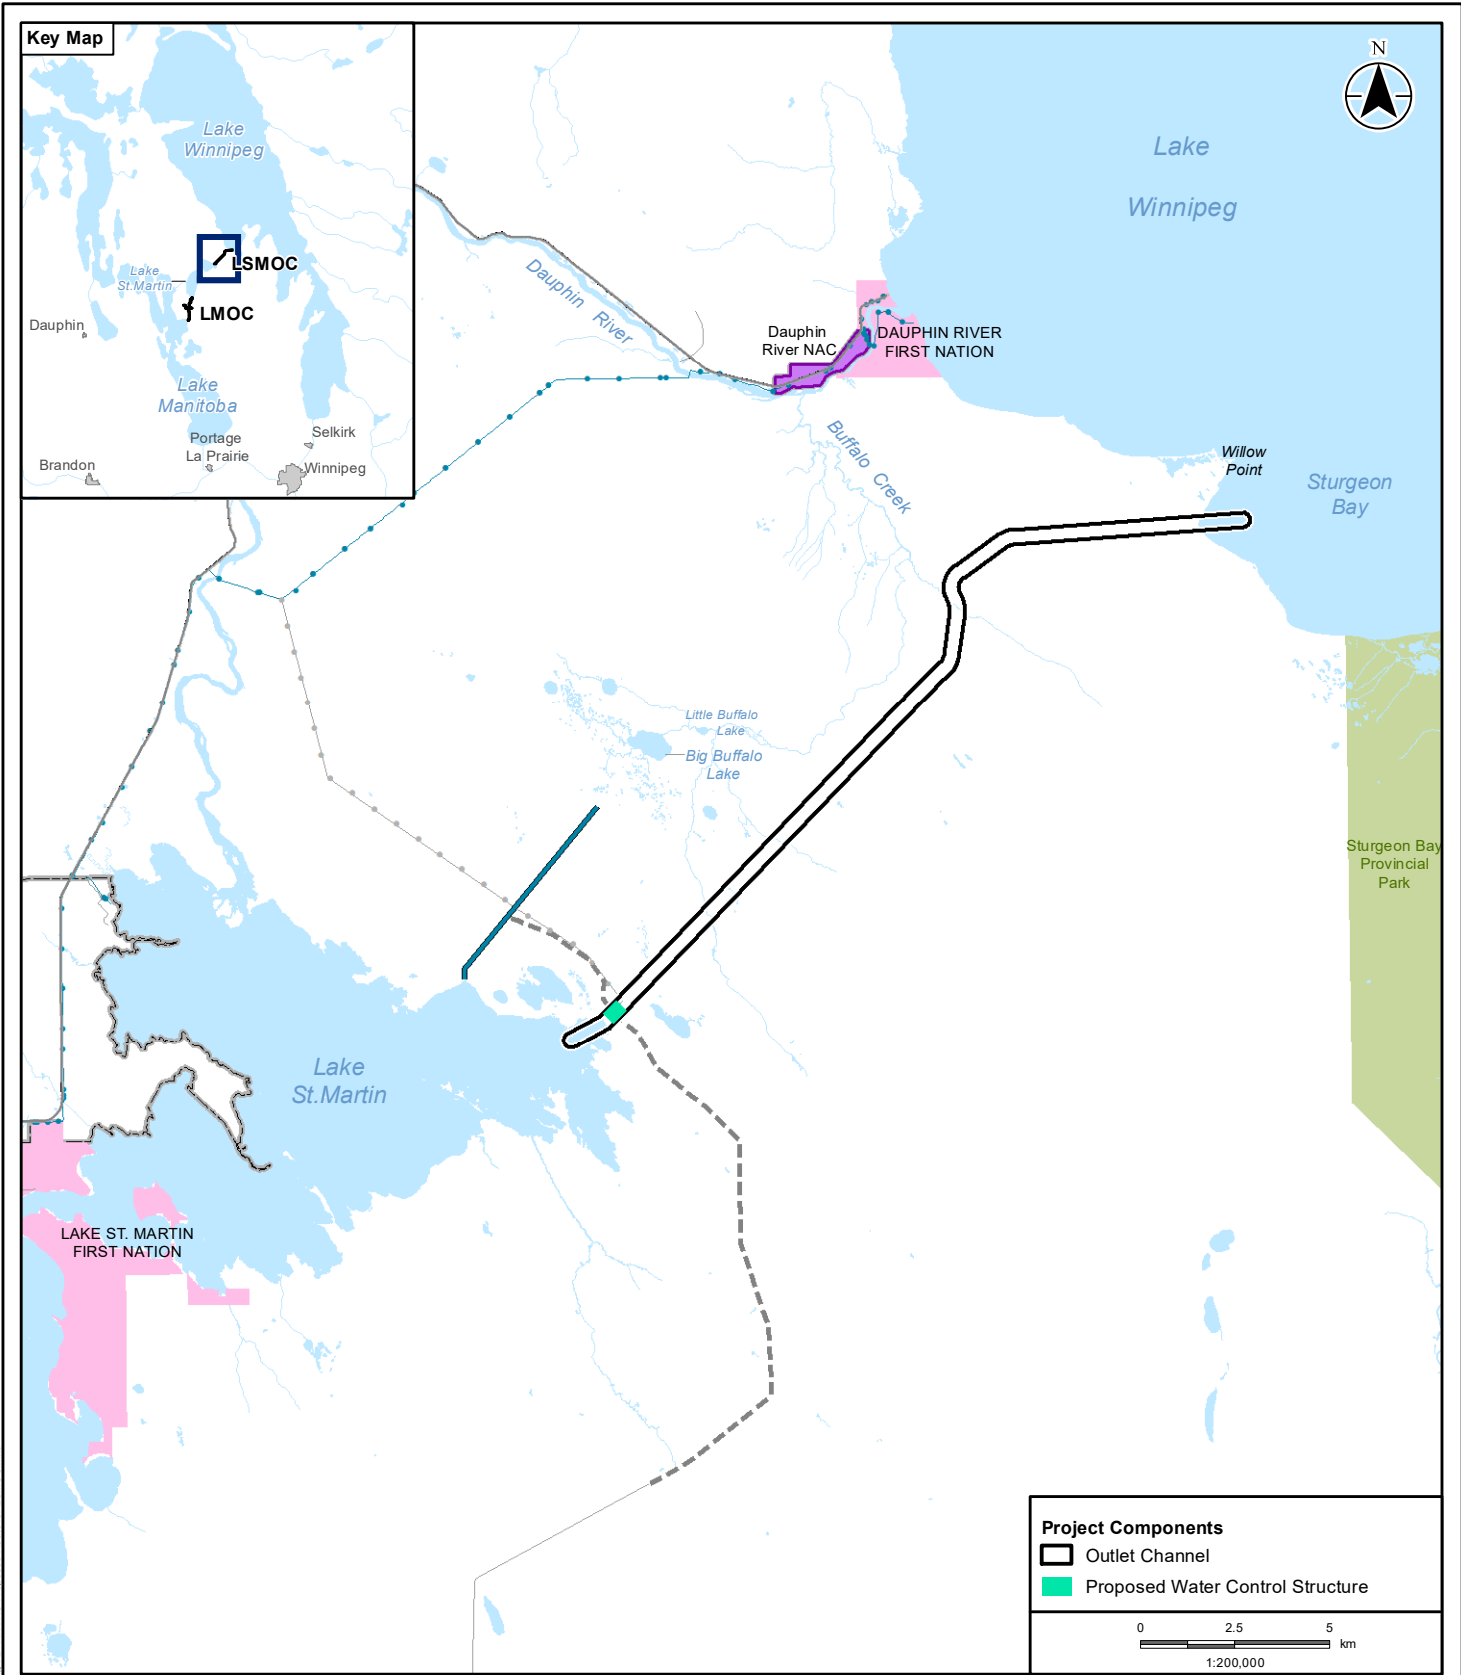 Key Map
N
Lake
Winnipeg
Lake
Winnipeg
LSMOC
Lake
St.Martin
LMOC
Dauphin
Lake
Manitoba
Portage
La Prairie
Selkirk
Brandon
Winnipeg
Dauphin River
Dauphin
River NAC
DAUPHIN RIVER
FIRST NATION
Buffalo Creek
Willow
Point
Sturgeon
Bay
Little Buffalo
Lake
Big Buffalo
Lake
Sturgeon Bay
Provincial
Park
Lake
St.Martin
LAKE ST. MARTIN
FIRST NATION
Project Components
Outlet Channel
Proposed Water Control Structure
0 2.5 5
km
1:200,000